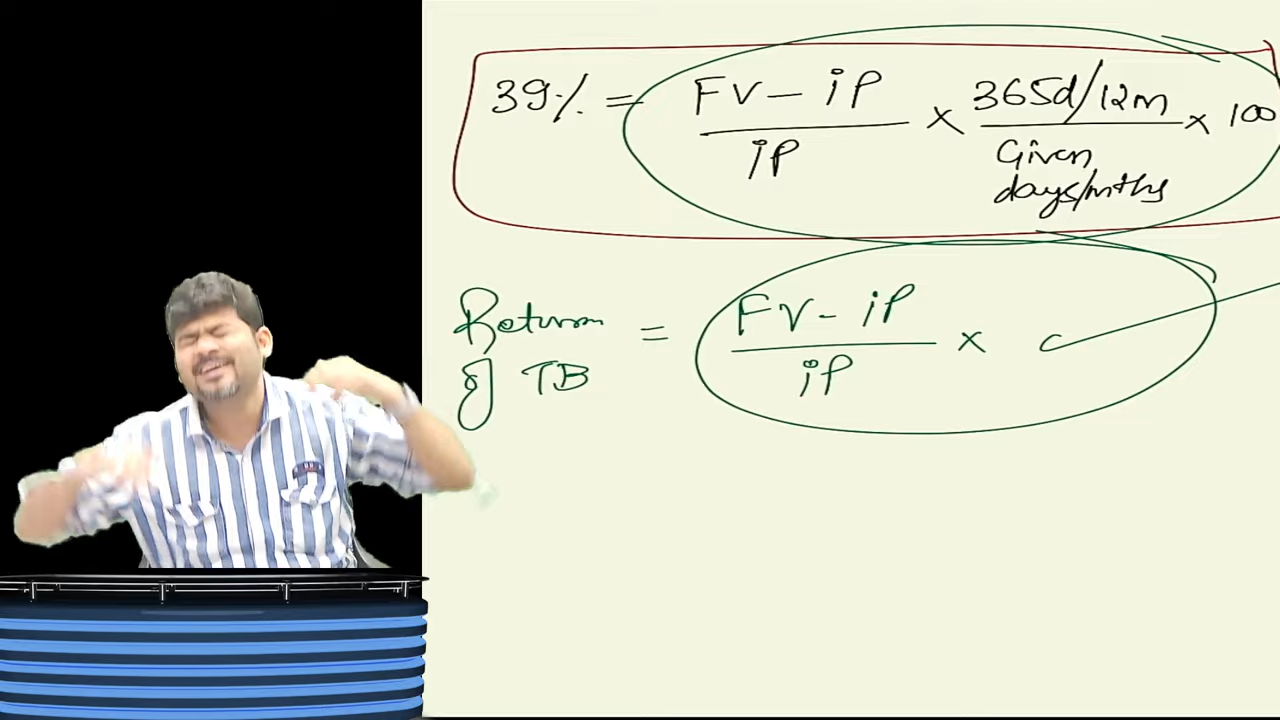 39% = FV - iP / iP × 365d/12m / Given days/mths × 100
Return of TB = FV - iP / iP ×